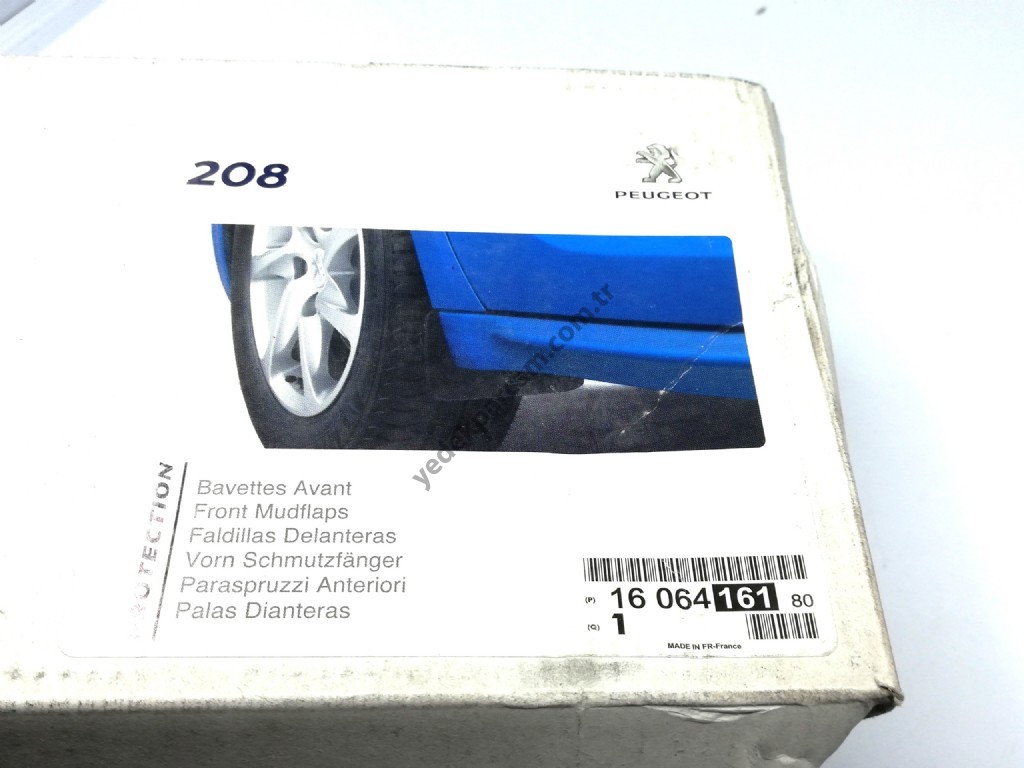 208
PEUGEOT
yedekparcam.com.tr
PROTECTION
Bavettes Avant
Front Mudflaps
Faldillas Delanteras
Vorn Schmutzfänger
Paraspruzzi Anteriori
Palas Dianteras
(P) 16 064 161 80
(Q) 1
MADE IN FR-France